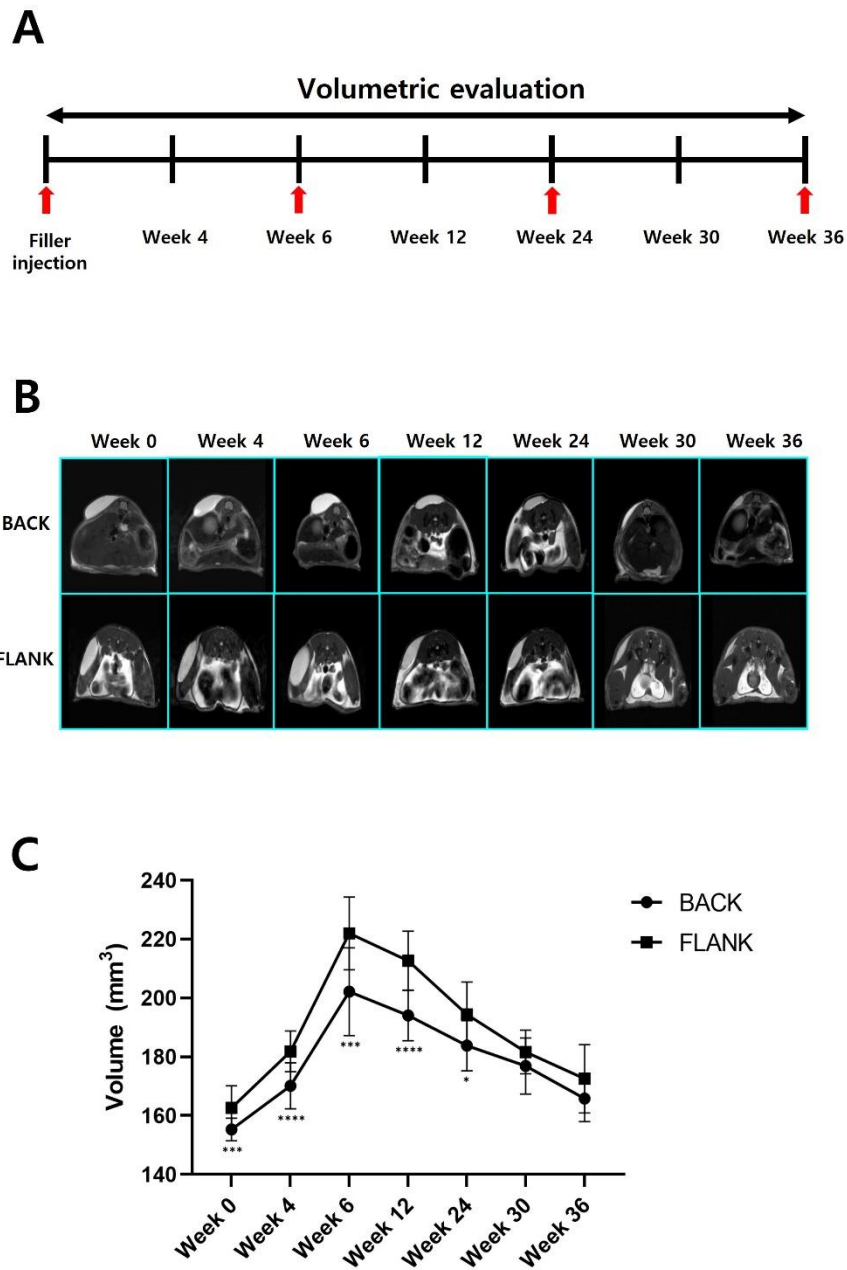 A
Volumetric evaluation
Filler
injection
Week 4
Week 6
Week 12
Week 24
Week 30
Week 36
B
Week 0 Week 4 Week 6 Week 12 Week 24 Week 30 Week 36
BACK
FLANK
C
240
220
200
180
160
140
Volume (mm³)
BACK
FLANK
***
****
***
****
*
Week 0
Week 4
Week 6
Week 12
Week 24
Week 30
Week 36